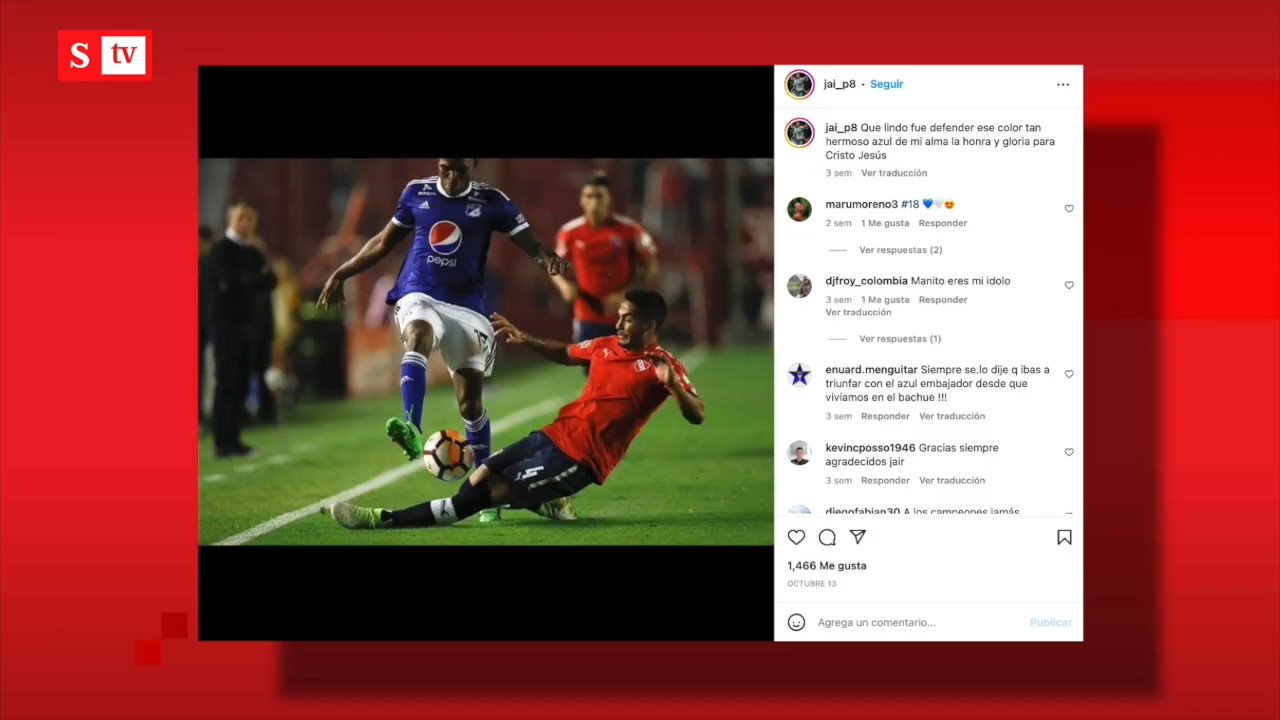 S tv
jai_p8 • Seguir
jai_p8 Que lindo fue defender ese color tan
hermoso azul de mi alma la honra y gloria para
Cristo Jesús
3 sem Ver traducción
marumoreno3 #18 💙🤍😍
2 sem 1 Me gusta Responder
Ver respuestas (2)
djfroy_colombia Manito eres mi idolo
3 sem 1 Me gusta Responder
Ver traducción
Ver respuestas (1)
enuard.menguitar Siempre se.lo dije q ibas a
triunfar con el azul embajador desde que
vivíamos en el bachue !!!
3 sem Responder Ver traducción
kevincposso1946 Gracias siempre
agradecidos jair
3 sem Responder Ver traducción
diegofabian30 A los campeones jamás
1,466 Me gusta
OCTUBRE 13
Agrega un comentario...
Publicar
pepsi
4